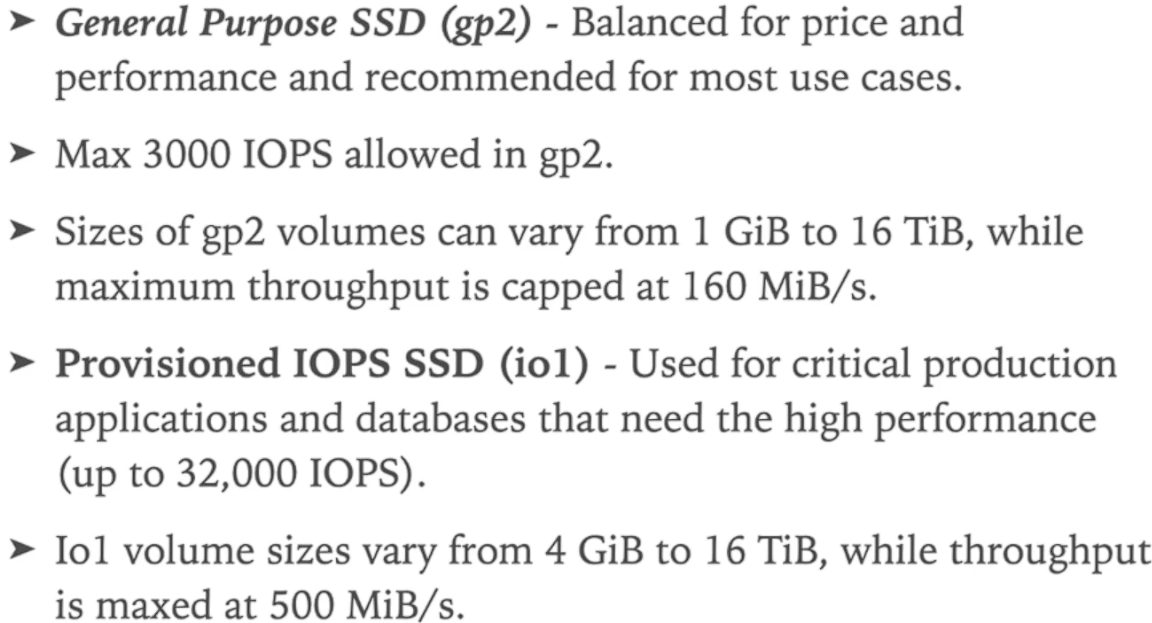 ➤ General Purpose SSD (gp2) - Balanced for price and
performance and recommended for most use cases.
➤ Max 3000 IOPS allowed in gp2.
➤ Sizes of gp2 volumes can vary from 1 GiB to 16 TiB, while
maximum throughput is capped at 160 MiB/s.
➤ Provisioned IOPS SSD (io1) - Used for critical production
applications and databases that need the high performance
(up to 32,000 IOPS).
➤ Io1 volume sizes vary from 4 GiB to 16 TiB, while throughput
is maxed at 500 MiB/s.